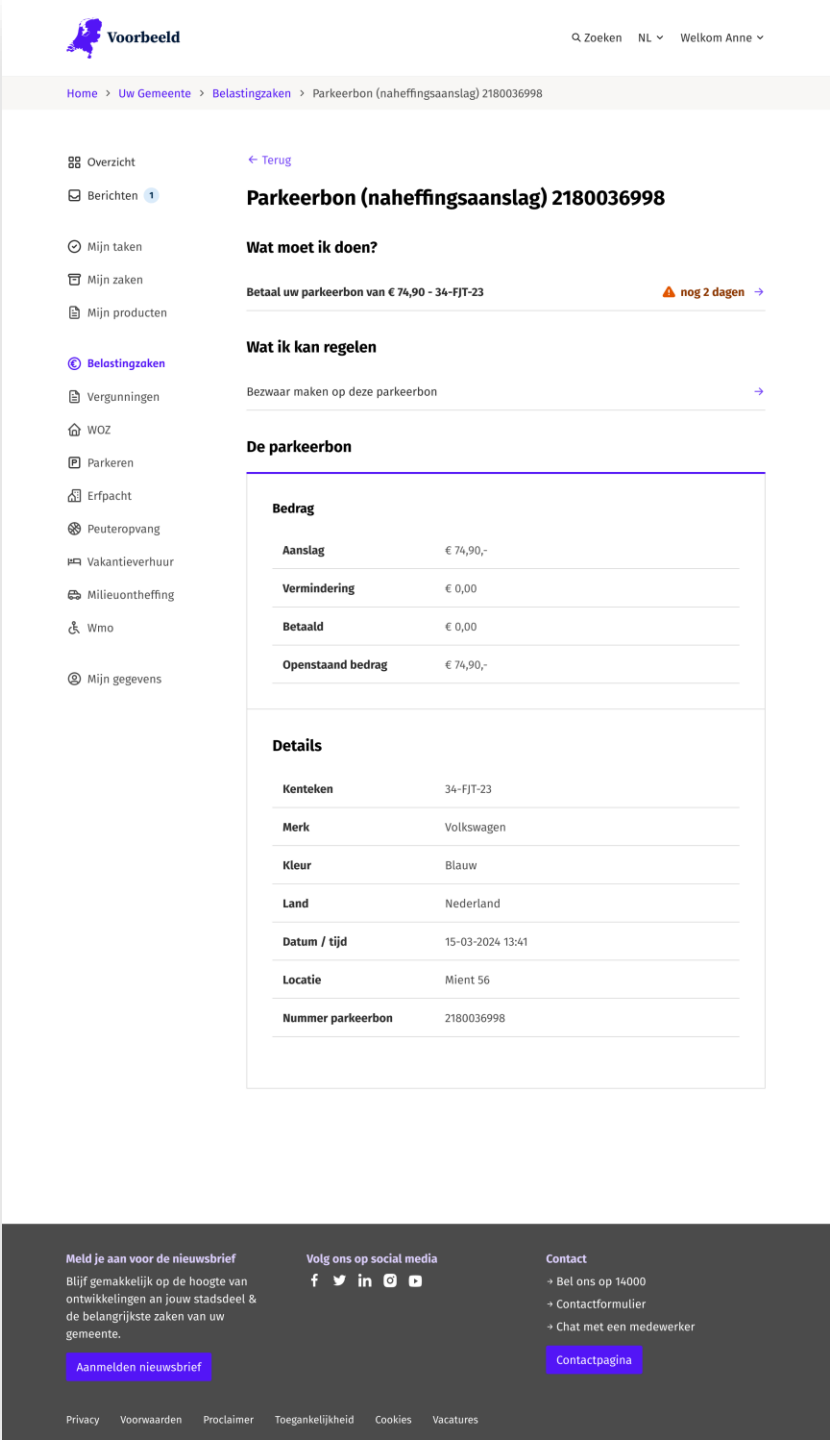 Voorbeeld
Zoeken NL Welkom Anne
Home > Uw Gemeente > Belastingzaken > Parkeerbon (naheffingsaanslag) 2180036998
Overzicht
Berichten 1
Mijn taken
Mijn zaken
Mijn producten
Belastingzaken
Vergunningen
WOZ
Parkeren
Erfpacht
Peuteropvang
Vakantieverhuur
Milieuontheffing
Wmo
Mijn gegevens
← Terug
Parkeerbon (naheffingsaanslag) 2180036998
Wat moet ik doen?
Betaal uw parkeerbon van € 74,90 - 34-FJT-23 nog 2 dagen →
Wat ik kan regelen
Bezwaar maken op deze parkeerbon →
De parkeerbon
Bedrag
Aanslag € 74,90,-
Vermindering € 0,00
Betaald € 0,00
Openstaand bedrag € 74,90,-
Details
Kenteken 34-FJT-23
Merk Volkswagen
Kleur Blauw
Land Nederland
Datum / tijd 15-03-2024 13:41
Locatie Mient 56
Nummer parkeerbon 2180036998
Meld je aan voor de nieuwsbrief
Blijf gemakkelijk op de hoogte van
ontwikkelingen an jouw stadsdeel &
de belangrijkste zaken van uw
gemeente.
Aanmelden nieuwsbrief
Volg ons op social media
Contact
→ Bel ons op 14000
→ Contactformulier
→ Chat met een medewerker
Contactpagina
Privacy Voorwaarden Proclaimer Toegankelijkheid Cookies Vacatures